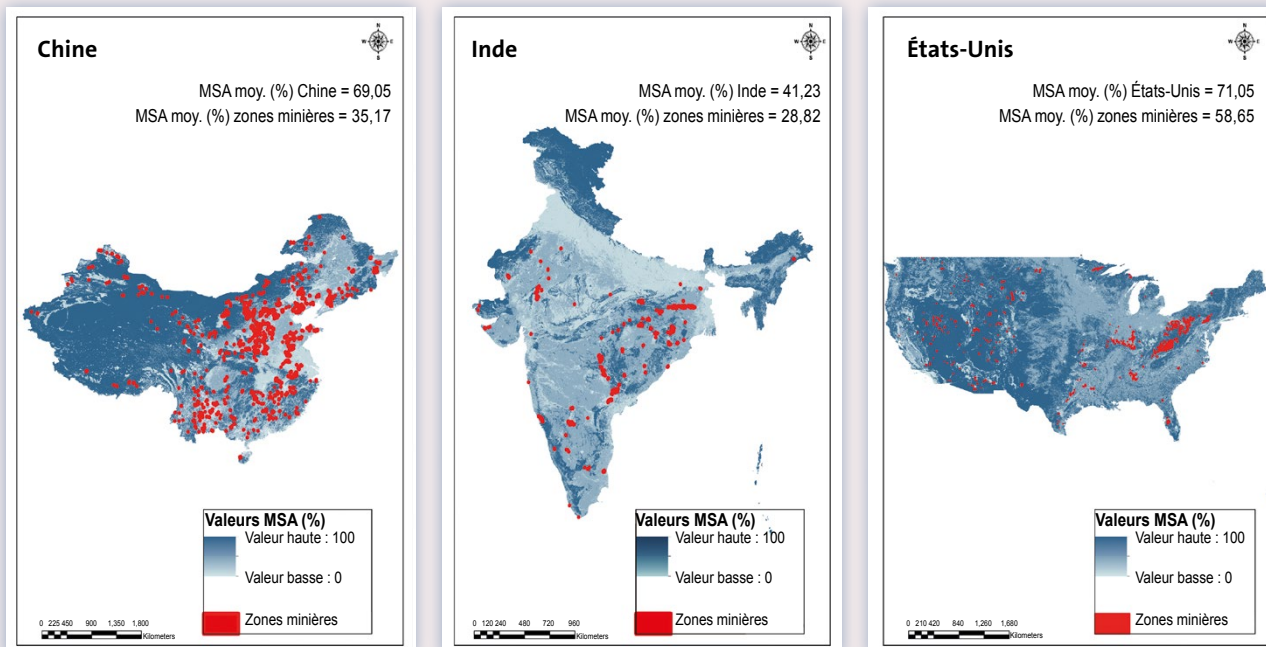 Chine
N
W E
S
MSA moy. (%) Chine = 69,05
MSA moy. (%) zones minières = 35,17
Valeurs MSA (%)
Valeur haute : 100
Valeur basse : 0
Zones minières
0 225 450 900 1,350 1,800
Kilometers
Inde
N
W E
S
MSA moy. (%) Inde = 41,23
MSA moy. (%) zones minières = 28,82
Valeurs MSA (%)
Valeur haute : 100
Valeur basse : 0
Zones minières
0 120 240 480 720 960
Kilometers
États-Unis
N
W E
S
MSA moy. (%) États-Unis = 71,05
MSA moy. (%) zones minières = 58,65
Valeurs MSA (%)
Valeur haute : 100
Valeur basse : 0
Zones minières
0 210 420 840 1,260 1,680
Kilometers